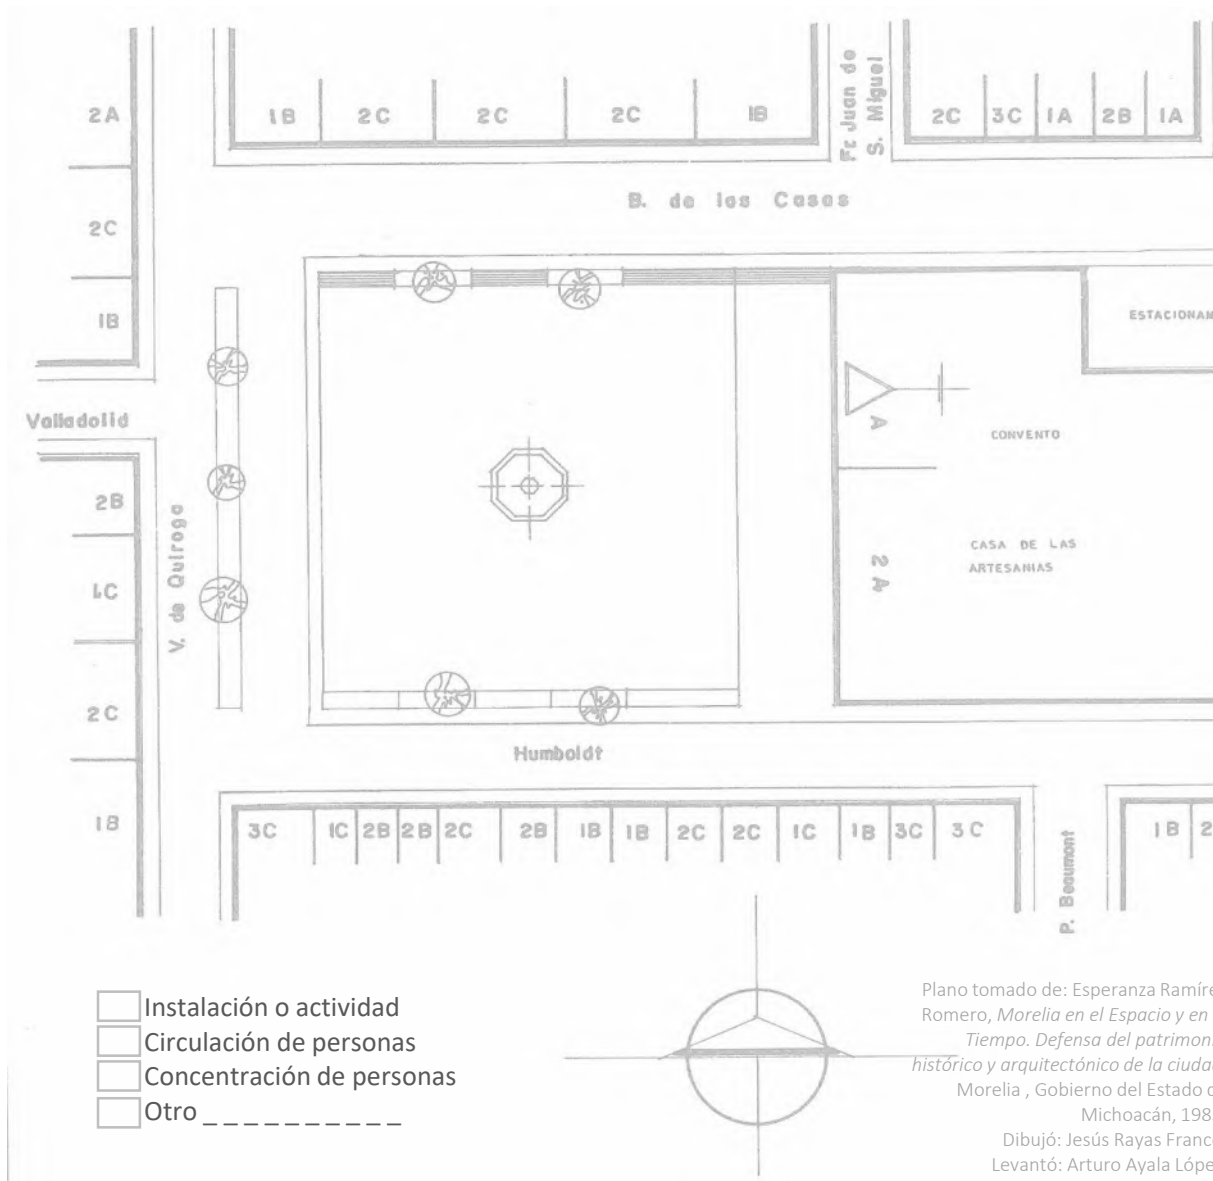 2A
2C
1B
1B 2C 2C 2C 1B
Fr Juan de
S. Miguel
2C 3C 1A 2B 1A
B. de las Casas
ESTACIONAM
Valladolid
A
CONVENTO
CASA DE LAS
ARTESANIAS
2 A
V. de Quiroga
2B
1C
2C
1B
Humboldt
3C 1C 2B 2B 2C 2B 1B 1B 2C 2C 1C 1B 3C 3C
P. Beaumont
1B 2
Instalación o actividad
Circulación de personas
Concentración de personas
Otro _ _ _ _ _ _ _ _ _ _
Plano tomado de: Esperanza Ramíre
Romero, Morelia en el Espacio y en
Tiempo. Defensa del patrimon
histórico y arquitectónico de la ciuda
Morelia , Gobierno del Estado d
Michoacán, 198
Dibujó: Jesús Rayas Franc
Levantó: Arturo Ayala Lópe